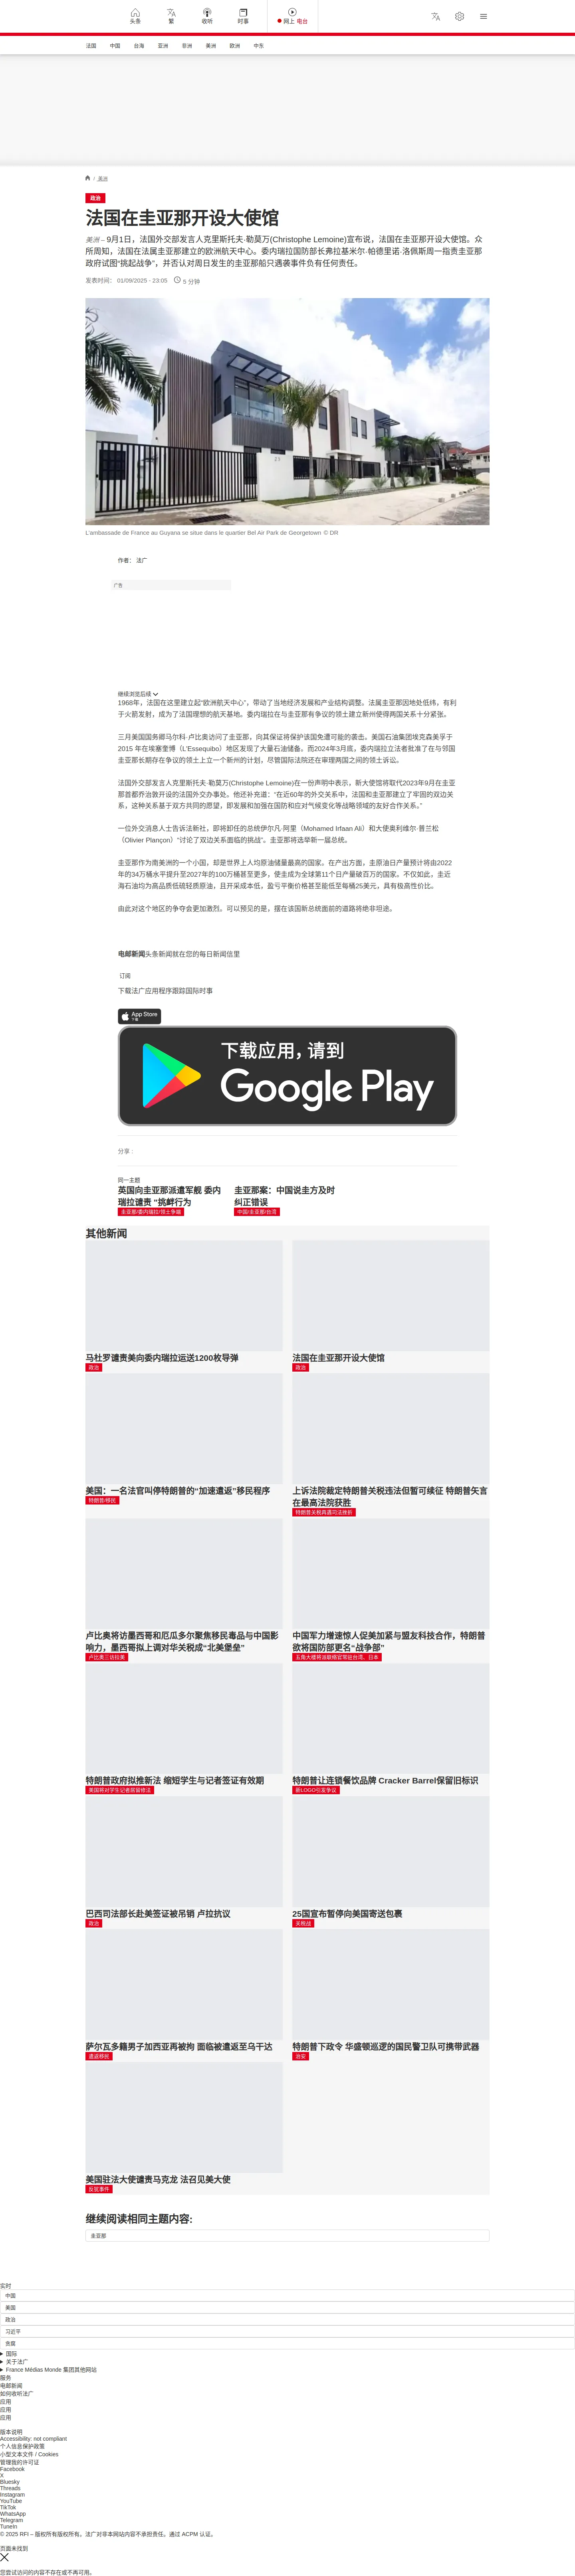 头条
繁
收听
时事
网上 电台
法国
中国
台海
亚洲
非洲
美洲
欧洲
中东
/ 美洲
政治
法国在圭亚那开设大使馆
美洲 – 9月1日，法国外交部发言人克里斯托夫·勒莫万(Christophe Lemoine)宣布说，法国在圭亚那开设大使馆。众
所周知，法国在法属圭亚那建立的欧洲航天中心。委内瑞拉国防部长弗拉基米尔·帕德里诺·洛佩斯周一指责圭亚那
政府试图“挑起战争”，并否认对周日发生的圭亚那船只遇袭事件负有任何责任。
发表时间： 01/09/2025 - 23:05
5 分钟
L'ambassade de France au Guyana se situe dans le quartier Bel Air Park de Georgetown © DR
作者： 法广
广告
继续浏览后续
1968年，法国在这里建立起“欧洲航天中心”，带动了当地经济发展和产业结构调整。法属圭亚那因地处低纬，有利
于火箭发射，成为了法国理想的航天基地。委内瑞拉在与圭亚那有争议的领土建立新州使得两国关系十分紧张。
三月美国国务卿马尔科·卢比奥访问了圭亚那，向其保证将保护该国免遭可能的袭击。美国石油集团埃克森美孚于
2015 年在埃塞奎博（L'Essequibo）地区发现了大量石油储备。而2024年3月底，委内瑞拉立法者批准了在与邻国
圭亚那长期存在争议的领土上立一个新州的计划，尽管国际法院还在审理两国之间的领土诉讼。
法国外交部发言人克里斯托夫·勒莫万(Christophe Lemoine)在一份声明中表示，新大使馆将取代2023年9月在圭亚
那首都乔治敦开设的法国外交办事处。他还补充道：“在近60年的外交关系中，法国和圭亚那建立了牢固的双边关
系，这种关系基于双方共同的愿望，即发展和加强在国防和应对气候变化等战略领域的友好合作关系。”
一位外交消息人士告诉法新社，即将卸任的总统伊尔凡·阿里（Mohamed Irfaan Ali）和大使奥利维尔·普兰松
（Olivier Plançon）“讨论了双边关系面临的挑战”。圭亚那将选举新一届总统。
圭亚那作为南美洲的一个小国，却是世界上人均原油储量最高的国家。在产出方面，圭原油日产量预计将由2022
年的34万桶水平提升至2027年的100万桶甚至更多，使圭成为全球第11个日产量破百万的国家。不仅如此，圭近
海石油均为高品质低硫轻质原油，且开采成本低，盈亏平衡价格甚至能低至每桶25美元，具有极高性价比。
由此对这个地区的争夺会更加激烈。可以预见的是，摆在该国新总统面前的道路将绝非坦途。
电邮新闻头条新闻就在您的每日新闻信里
订阅
下载法广应用程序跟踪国际时事
App Store
下载
下载应用，请到
Google Play
分享 :
同一主题
英国向圭亚那派遣军舰 委内
瑞拉谴责 “挑衅行为
圭亚那/委内瑞拉/领土争端
圭亚那案：中国说圭方及时
纠正错误
中国/圭亚那/台湾
其他新闻
马杜罗谴责美向委内瑞拉运送1200枚导弹
政治
法国在圭亚那开设大使馆
政治
美国：一名法官叫停特朗普的“加速遣返”移民程序
特朗普/移民
上诉法院裁定特朗普关税违法但暂可续征 特朗普矢言
在最高法院获胜
特朗普关税再遇司法挫折
卢比奥将访墨西哥和厄瓜多尔聚焦移民毒品与中国影
响力，墨西哥拟上调对华关税成“北美堡垒”
卢比奥三访拉美
中国军力增速惊人促美加紧与盟友科技合作，特朗普
欲将国防部更名“战争部”
五角大楼将派联络官常驻台湾、日本
特朗普政府拟推新法 缩短学生与记者签证有效期
美国将对学生记者居留修法
特朗普让连锁餐饮品牌 Cracker Barrel保留旧标识
新LOGO引发争议
巴西司法部长赴美签证被吊销 卢拉抗议
政治
25国宣布暂停向美国寄送包裹
关税战
萨尔瓦多籍男子加西亚再被拘 面临被遣返至乌干达
遣返移民
特朗普下政令 华盛顿巡逻的国民警卫队可携带武器
治安
美国驻法大使谴责马克龙 法召见美大使
反犹事件
继续阅读相同主题内容:
圭亚那
实时
中国
美国
政治
习近平
贪腐
国际
关于法广
France Médias Monde 集团其他网站
服务
电邮新闻
如何收听法广
应用
应用
应用
版本说明
Accessibility: not compliant
个人信息保护政策
小型文本文件 / Cookies
管理我的许可证
Facebook
X
Bluesky
Threads
Instagram
YouTube
TikTok
WhatsApp
Telegram
TuneIn
© 2025 RFI – 版权所有版权所有。法广对非本网站内容不承担责任。通过 ACPM 认证。
页面未找到
您尝试访问的内容不存在或不再可用。